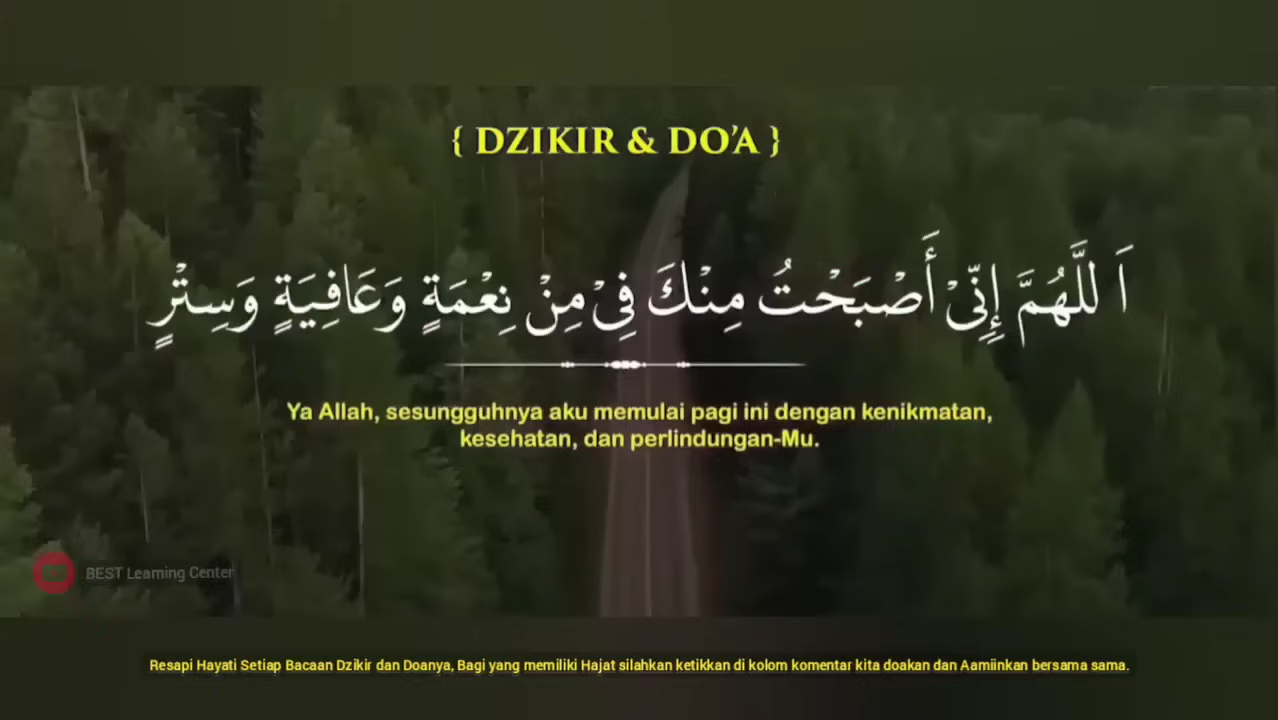 { DZIKIR & DO'A }
اَ للَّهُمَّ إِنِّيْ أَصْبَحْتُ مِنْكَ فِيْ مِنْ نِعْمَةٍ وَعَافِيَةٍ وَسِتْرٍ
Ya Allah, sesungguhnya aku memulai pagi ini dengan kenikmatan,
kesehatan, dan perlindungan-Mu.
BEST Learning Center
Resapi Hayati Setiap Bacaan Dzikir dan Doanya, Bagi yang memiliki Hajat silahkan ketikkan di kolom komentar kita doakan dan Aamiinkan bersama sama.